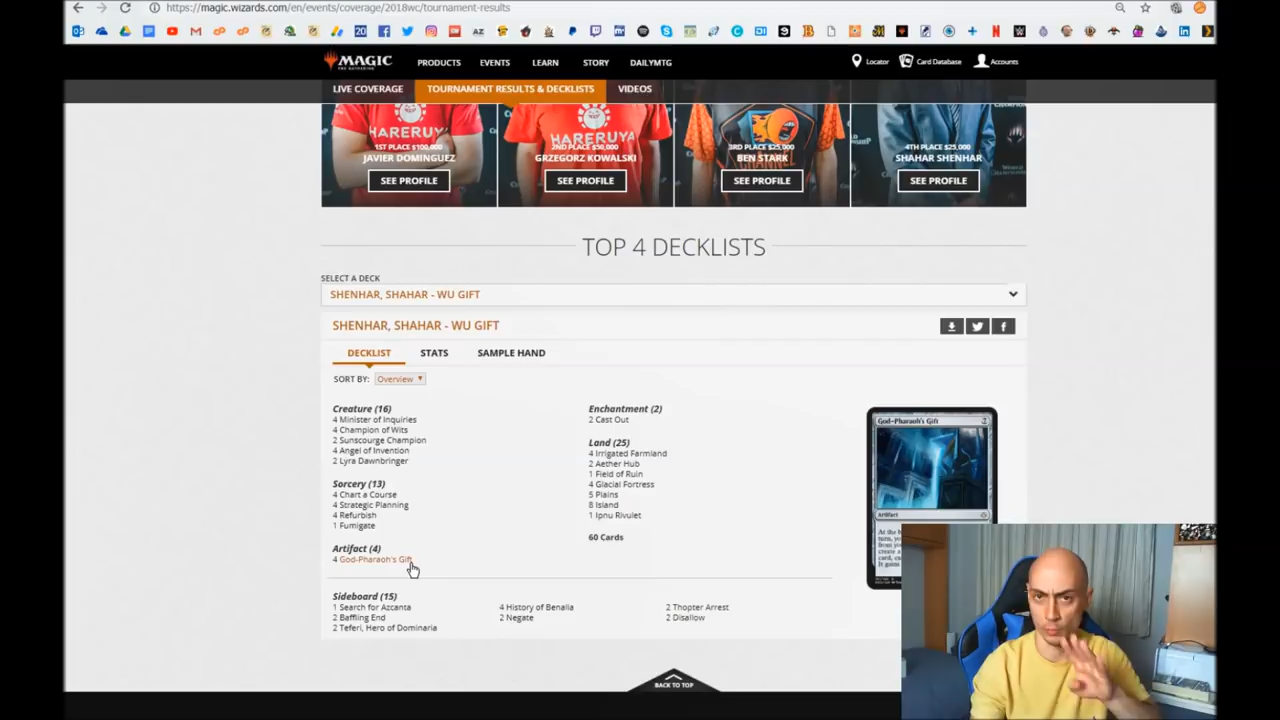 https://magic.wizards.com/en/events/coverage/2018wc/tournament-results
MAGIC
PRODUCTS EVENTS LEARN STORY DAILYMTG Locator Card Database Accounts
LIVE COVERAGE TOURNAMENT RESULTS & DECKLISTS VIDEOS
HARERUYA HARERUYA
1ST PLACE $100,000 2ND PLACE $50,000 3RD PLACE $25,000 4TH PLACE $25,000
JAVIER DOMINGUEZ GRZEGORZ KOWALSKI BEN STARK SHAHAR SHENHAR
SEE PROFILE SEE PROFILE SEE PROFILE SEE PROFILE
TOP 4 DECKLISTS
SELECT A DECK
SHENHAR, SHAHAR - WU GIFT
SHENHAR, SHAHAR - WU GIFT
DECKLIST STATS SAMPLE HAND
SORT BY: Overview
Creature (16)
4 Minister of Inquiries
4 Champion of Wits
2 Sunscourge Champion
4 Angel of Invention
2 Lyra Dawnbringer
Sorcery (13)
4 Chart a Course
4 Strategic Planning
4 Refurbish
1 Fumigate
Artifact (4)
4 God-Pharaoh's Gift
Enchantment (2)
2 Cast Out
Land (25)
4 Irrigated Farmland
2 Aether Hub
1 Field of Ruin
4 Glacial Fortress
5 Plains
8 Island
1 Ipnu Rivulet
60 Cards
God-Pharaoh's Gift 7
Artifact
Sideboard (15)
1 Search for Azcanta
2 Baffling End
2 Teferi, Hero of Dominaria
4 History of Benalia
2 Negate
2 Thopter Arrest
2 Disallow
BACK TO TOP